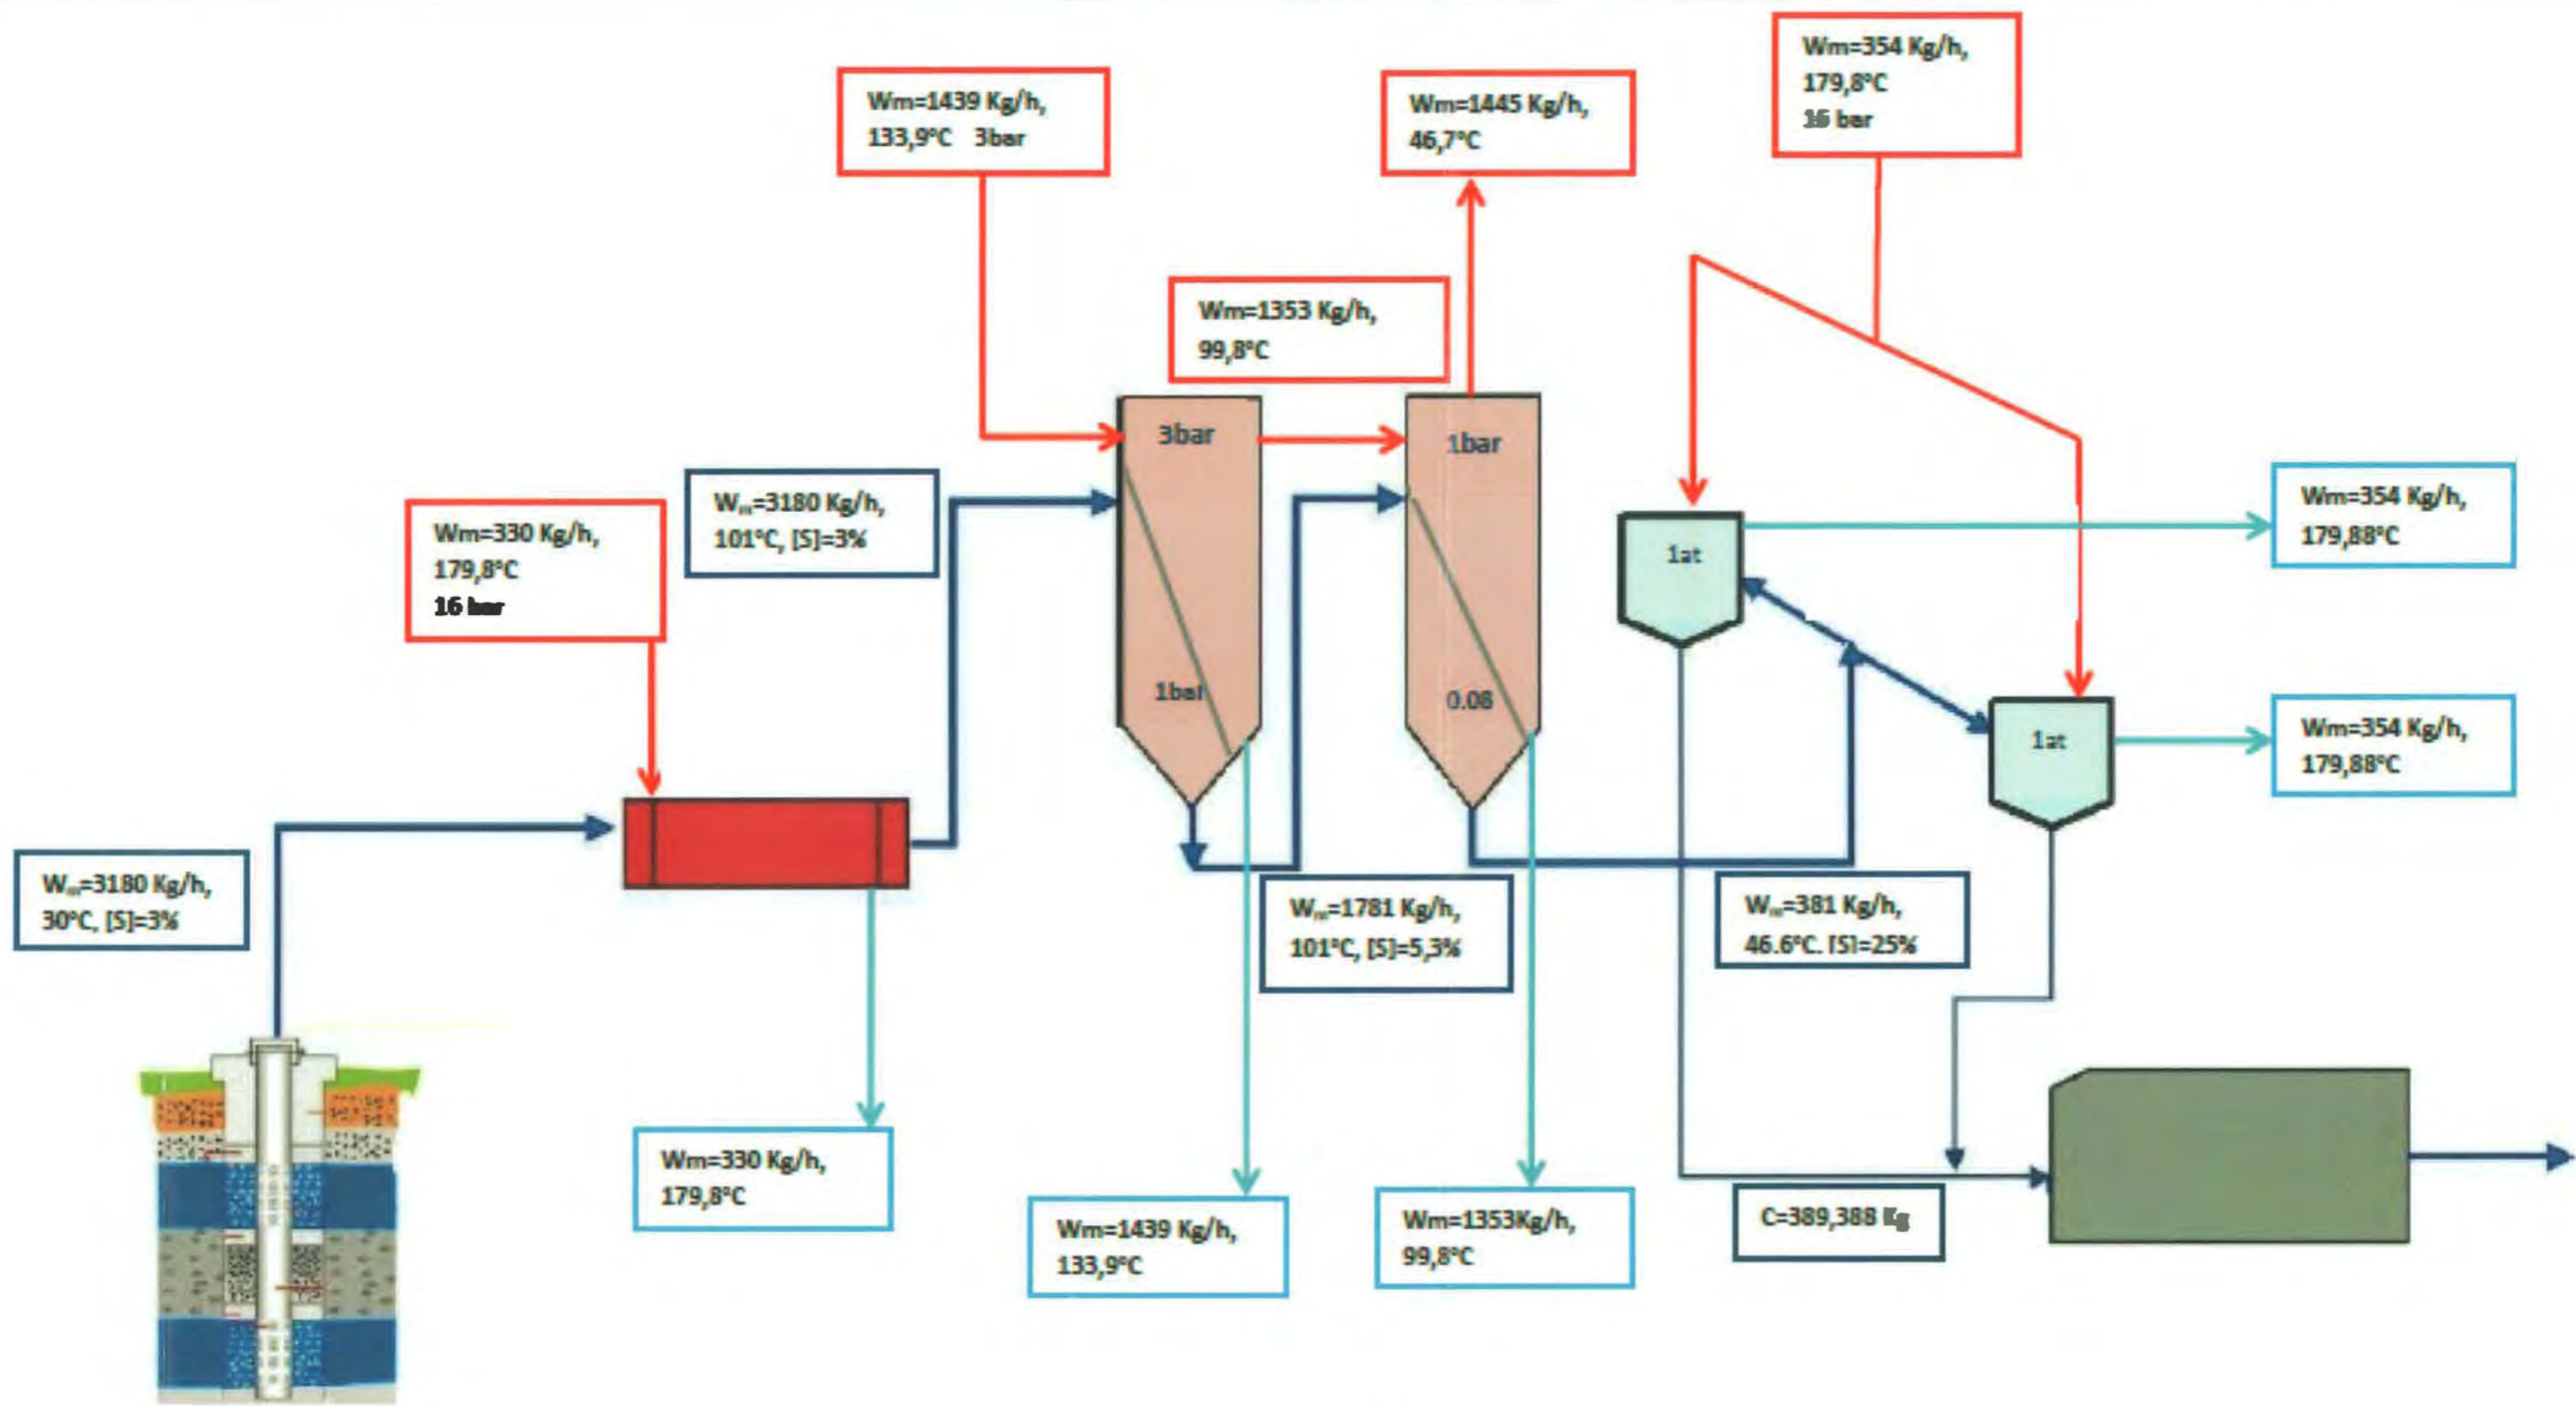 Wm=354 Kg/h,
179,8°C
16 bar
Wm=1439 Kg/h,
133,9°C 3bar
Wm=1445 Kg/h,
46,7°C
Wm=1353 Kg/h,
99,8°C
3bar
1bar
Wₘ=3180 Kg/h,
101°C, [S]=3%
Wm=330 Kg/h,
179,8°C
16 bar
Wm=354 Kg/h,
179,88°C
1at
1bar
0.08
1at
Wm=354 Kg/h,
179,88°C
Wₘ=3180 Kg/h,
30°C, [S]=3%
Wₘ=1781 Kg/h,
101°C, [S]=5,3%
Wₘ=381 Kg/h,
46.6°C. [S]=25%
Wm=330 Kg/h,
179,8°C
Wm=1439 Kg/h,
133,9°C
Wm=1353Kg/h,
99,8°C
C=389,388 Kg